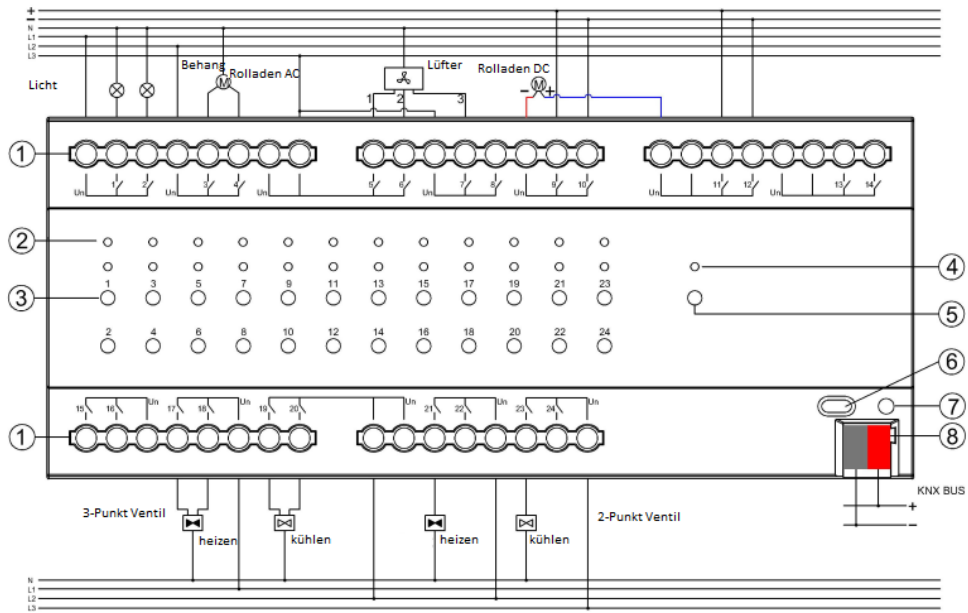 +
−
N
L1
L2
L3
Licht
Behang
Rolladen AC
M
Lüfter
1 2 3
Rolladen DC
M
− +
1
Un 1 2 Un 3 4 Un 5 6 Un 7 8 Un 9 10 Un 11 12 Un 13 14
2
4
3
1 3 5 7 9 11 13 15 17 19 21 23
5
2 4 6 8 10 12 14 16 18 20 22 24
6
15 16 Un 17 18 Un 19 20 Un 21 22 Un 23 24 Un
7
1
8
KNX BUS
+
−
3-Punkt Ventil
heizen
kühlen
heizen
kühlen
2-Punkt Ventil
N
L1
L2
L3